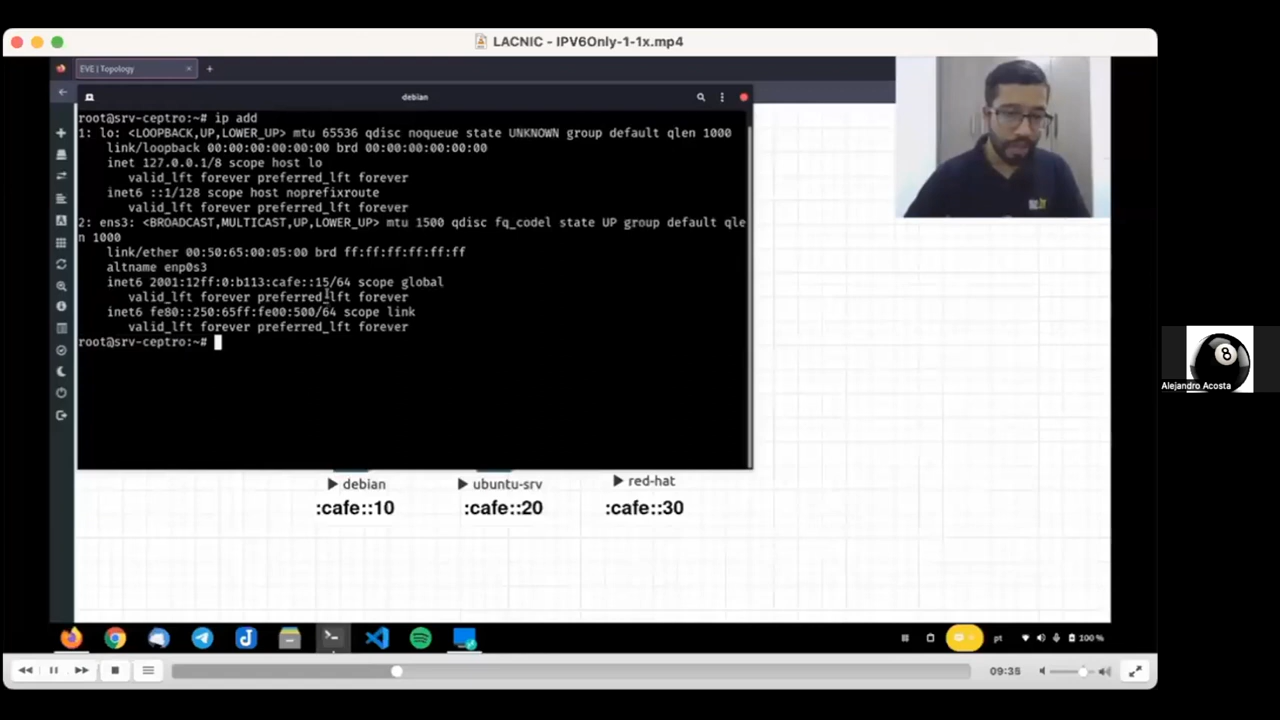 LACNIC - IPV6Only-1-1x.mp4
EVE | Topology
debian
root@srv-ceptro:~# ip add
1: lo: <LOOPBACK,UP,LOWER_UP> mtu 65536 qdisc noqueue state UNKNOWN group default qlen 1000
link/loopback 00:00:00:00:00:00 brd 00:00:00:00:00:00
inet 127.0.0.1/8 scope host lo
valid_lft forever preferred_lft forever
inet6 ::1/128 scope host noprefixroute
valid_lft forever preferred_lft forever
2: ens3: <BROADCAST,MULTICAST,UP,LOWER_UP> mtu 1500 qdisc fq_codel state UP group default qle
n 1000
link/ether 00:50:65:00:05:00 brd ff:ff:ff:ff:ff:ff
altname enp0s3
inet6 2001:12ff:0:b113:cafe::15/64 scope global
valid_lft forever preferred_lft forever
inet6 fe80::250:65ff:fe00:500/64 scope link
valid_lft forever preferred_lft forever
root@srv-ceptro:~#
8
Alejandro Acosta
debian ubuntu-srv red-hat
:cafe::10 :cafe::20 :cafe::30
pt 100 %
09:35